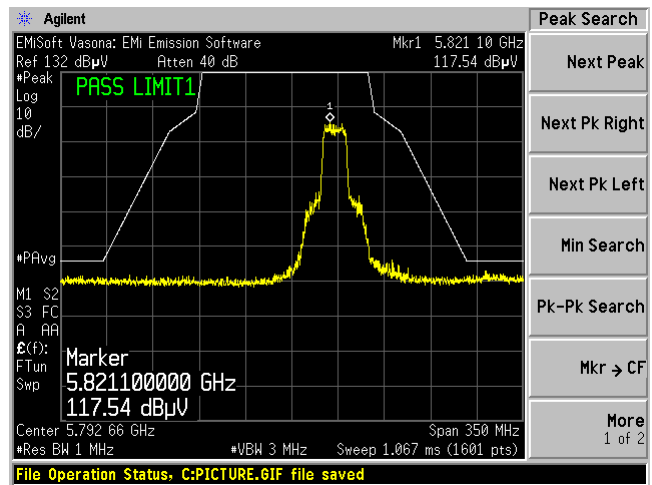 Agilent
Peak Search
EMiSoft Vasona: EMi Emission Software
Mkr1 5.821 10 GHz
Ref 132 dBµV
Atten 40 dB
117.54 dBµV
#Peak
Log
10
dB/
PASS LIMIT1
1
#PAvg
M1 S2
S3 FC
A AA
£(f):
FTun
Swp
Marker
5.821100000 GHz
117.54 dBµV
Center 5.792 66 GHz
Span 350 MHz
#Res BW 1 MHz
#VBW 3 MHz
Sweep 1.067 ms (1601 pts)
File Operation Status, C:PICTURE.GIF file saved
Next Peak
Next Pk Right
Next Pk Left
Min Search
Pk-Pk Search
Mkr → CF
More
1 of 2